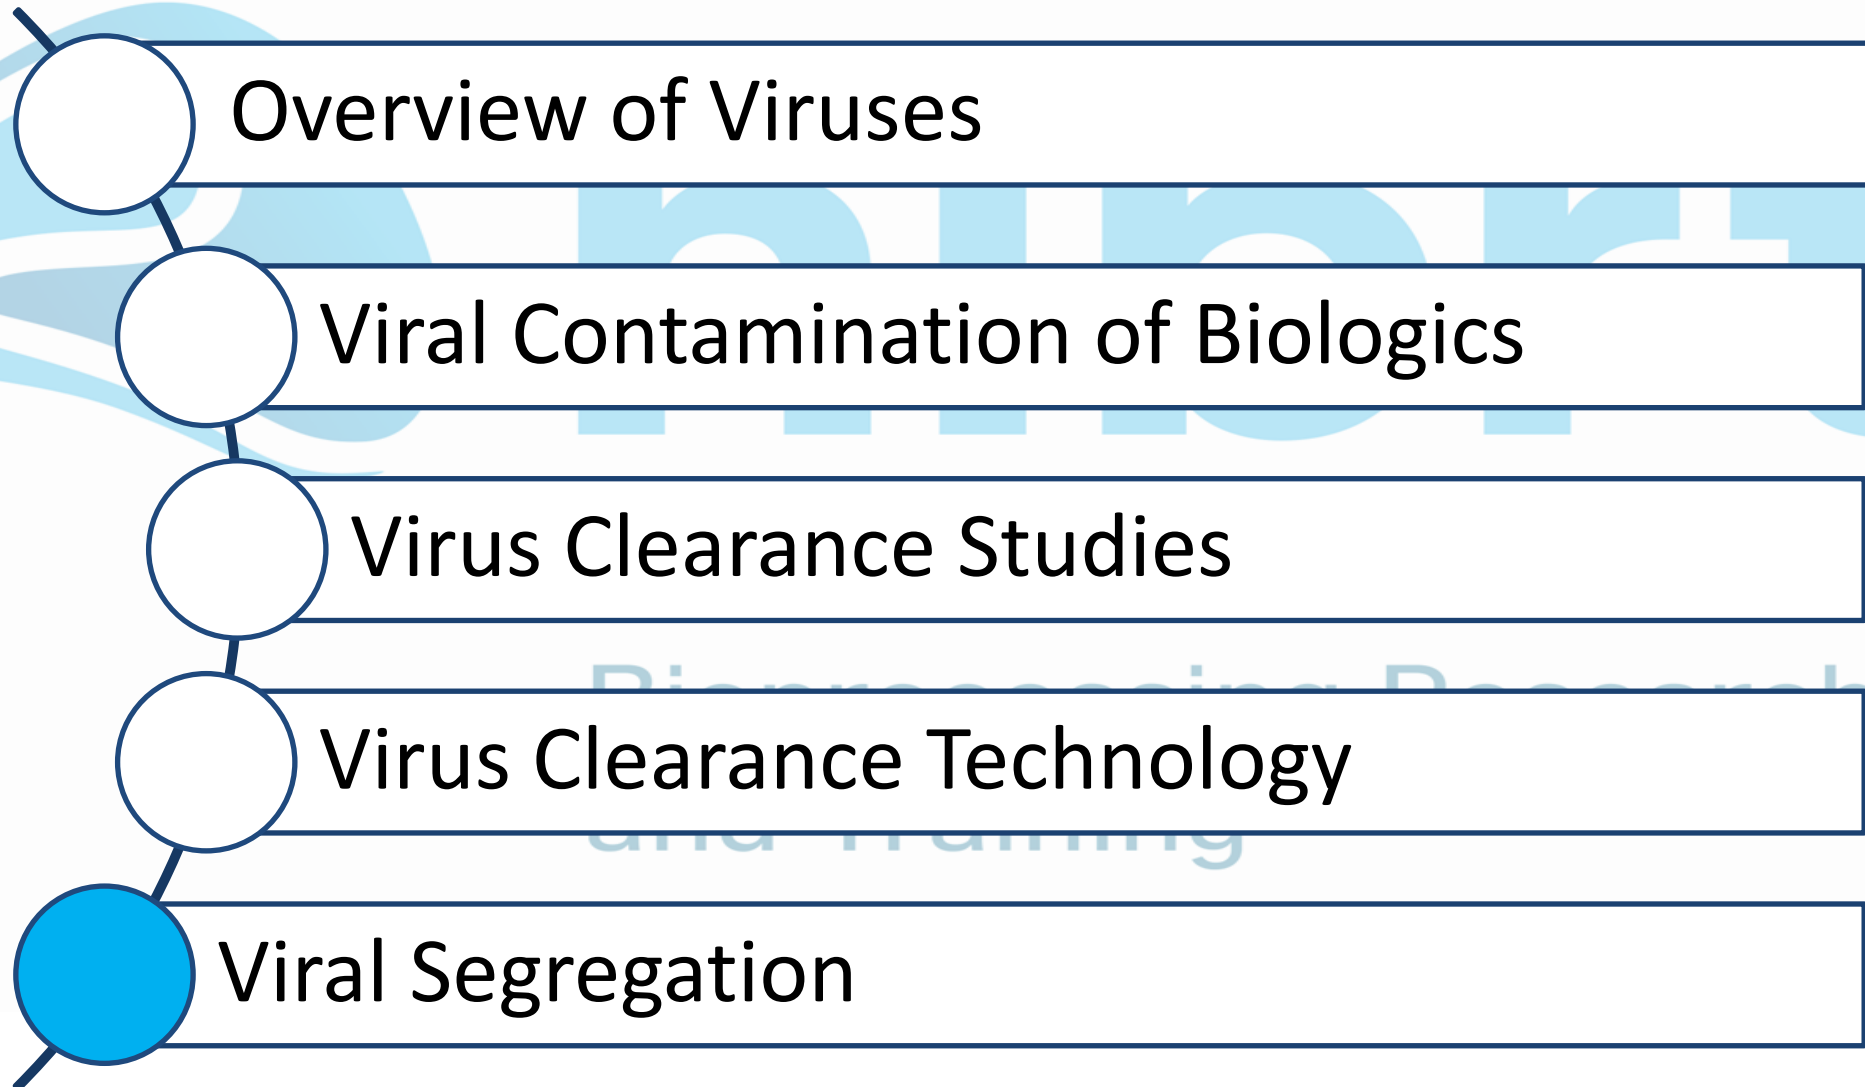 Overview of Viruses
Viral Contamination of Biologics
Virus Clearance Studies
Virus Clearance Technology
Viral Segregation